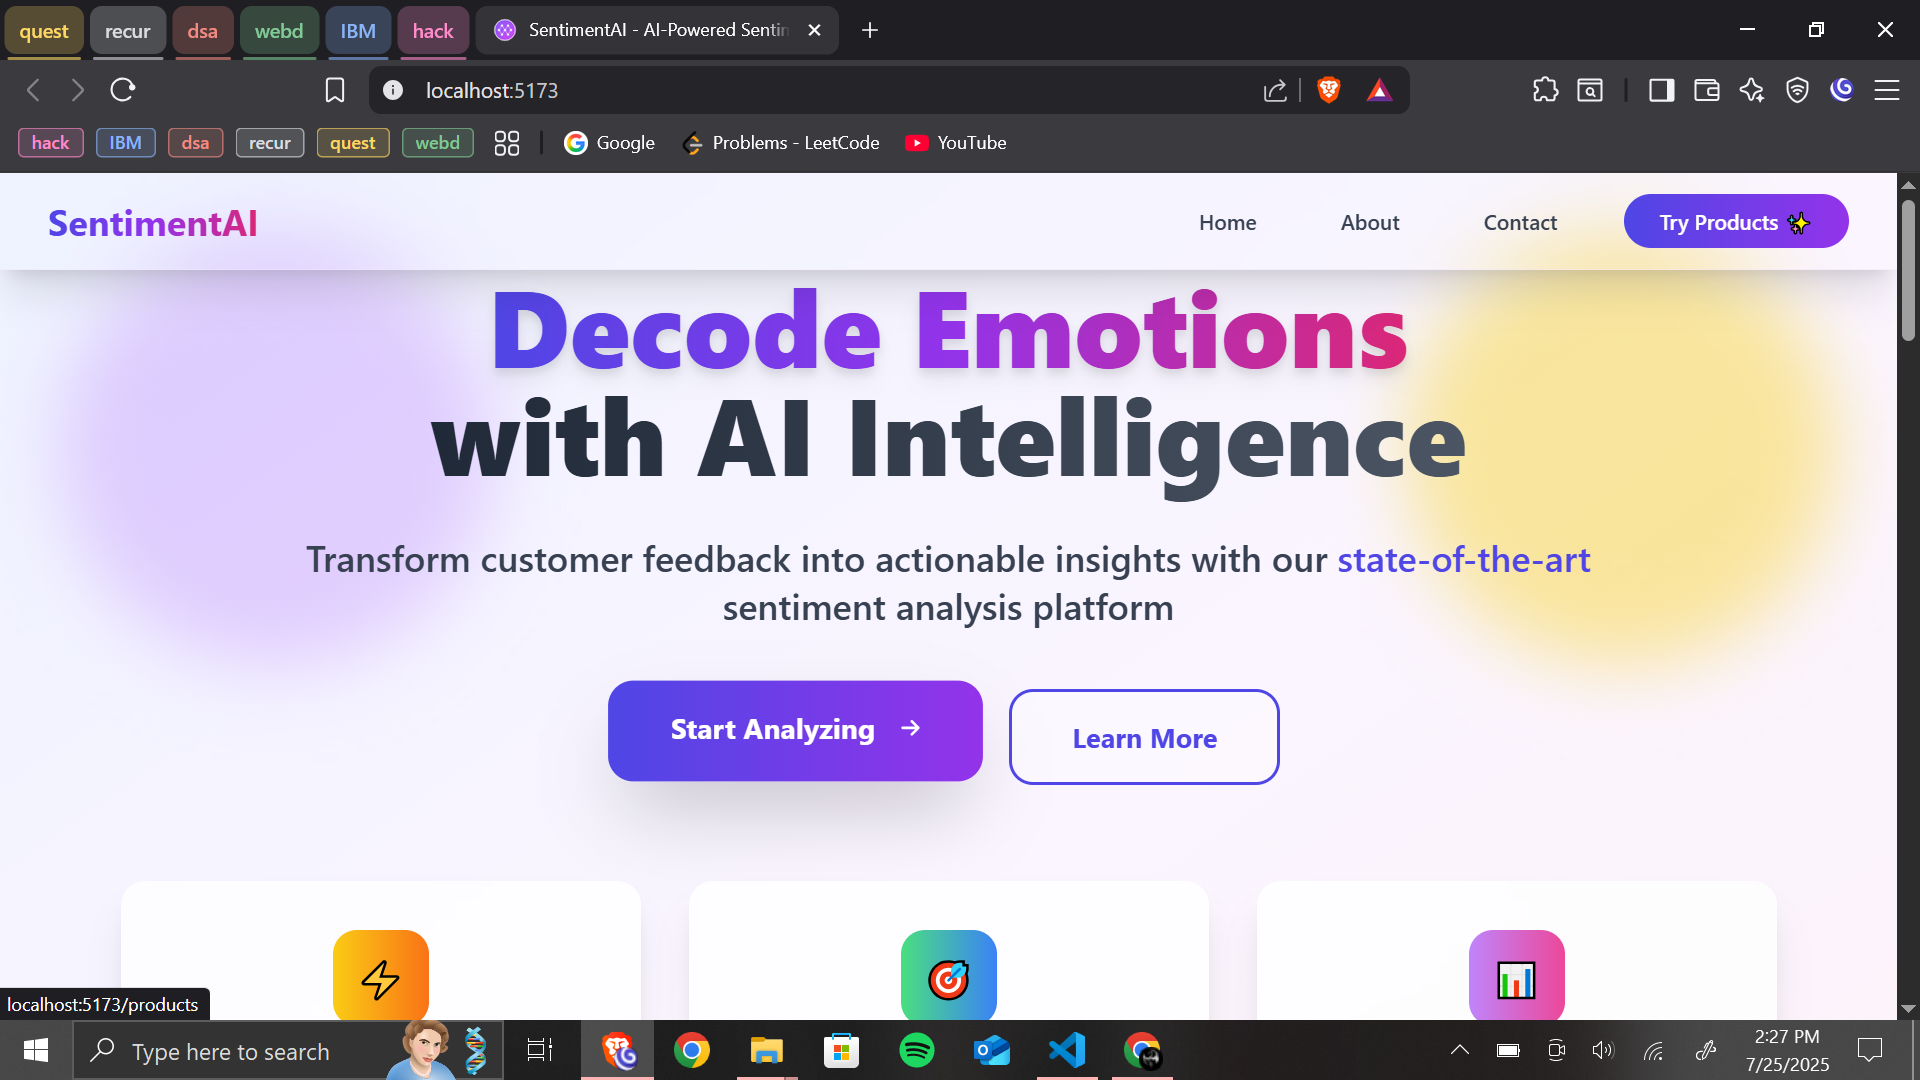 quest
recur
dsa
webd
IBM
hack
SentimentAI - AI-Powered Sentin
localhost:5173
hack
IBM
dsa
recur
quest
webd
Google
Problems - LeetCode
YouTube
SentimentAI
Home
About
Contact
Try Products ✨
Decode Emotions
with AI Intelligence
Transform customer feedback into actionable insights with our state-of-the-art
sentiment analysis platform
Start Analyzing →
Learn More
localhost:5173/products
Type here to search
2:27 PM
7/25/2025